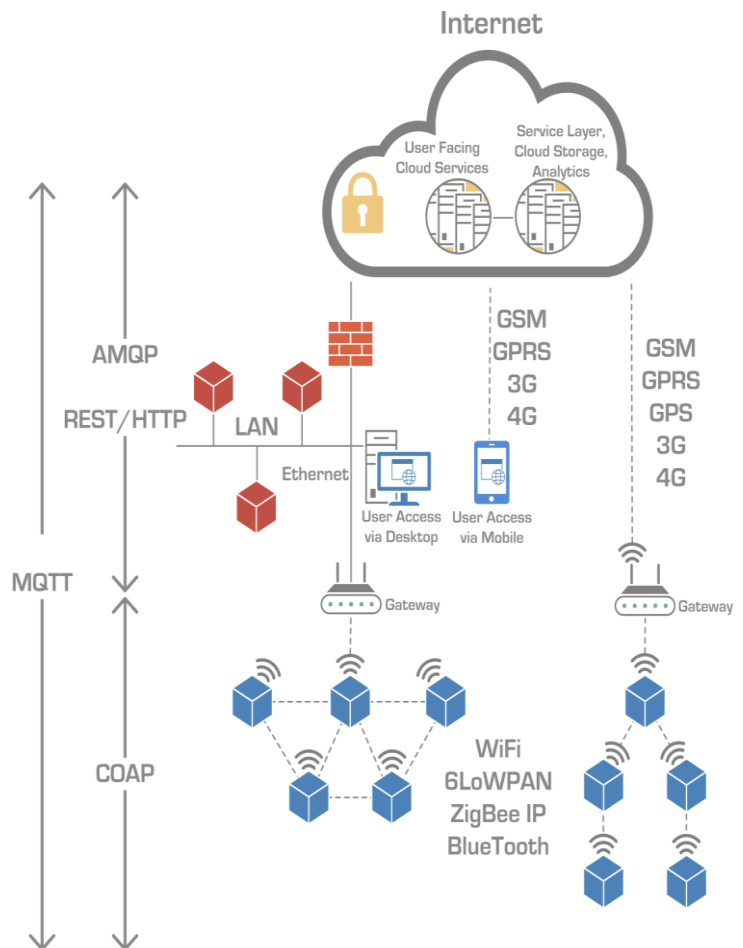 Internet
User Facing
Cloud Services
Service Layer,
Cloud Storage,
Analytics
GSM
GPRS
3G
4G
GSM
GPRS
GPS
3G
4G
AMQP
REST/HTTP
LAN
Ethernet
User Access
via Desktop
User Access
via Mobile
MQTT
Gateway
Gateway
COAP
WiFi
6LoWPAN
ZigBee IP
BlueTooth